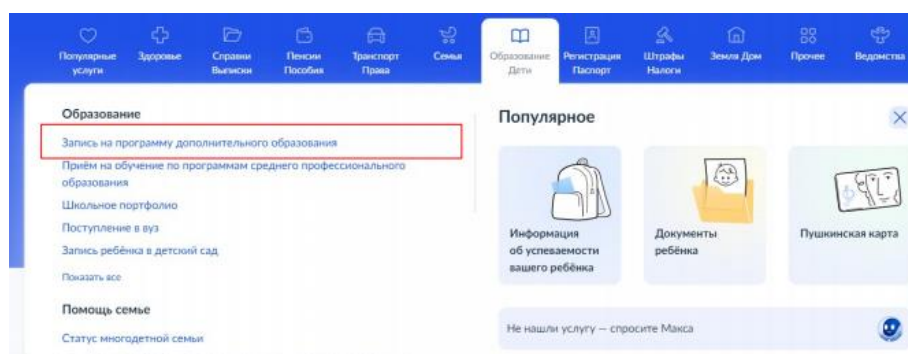 Популярные услуги
Здоровье
Справки Выписки
Пенсии Пособия
Транспорт Права
Семья
Образование Дети
Регистрация Паспорт
Штрафы Налоги
Земля Дом
Прочее
Ведомства
Образование
Запись на программу дополнительного образования
Приём на обучение по программам среднего профессионального
образования
Школьное портфолио
Поступление в вуз
Запись ребёнка в детский сад
Показать все
Помощь семье
Статус многодетной семьи
Популярное
Информация
об успеваемости
вашего ребёнка
Документы
ребёнка
Пушкинская карта
Не нашли услугу — спросите Макса